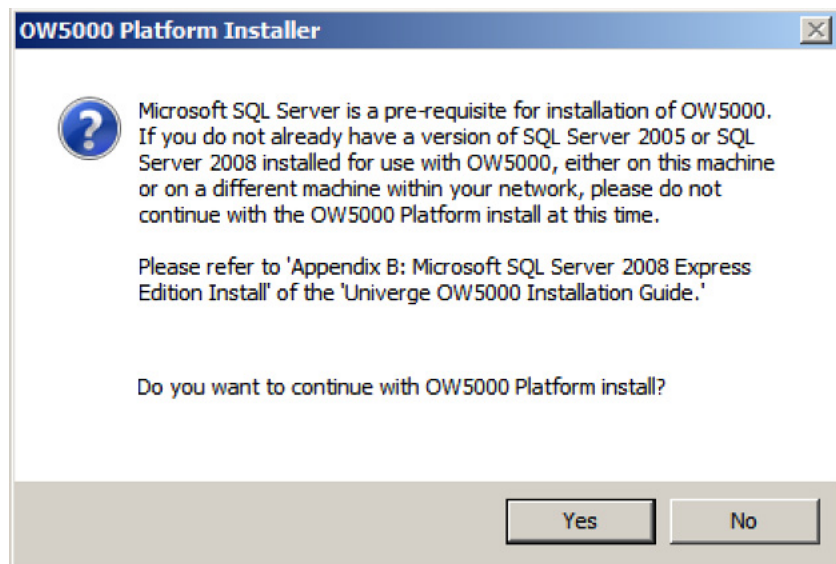 OW5000 Platform Installer
Microsoft SQL Server is a pre-requisite for installation of OW5000.
If you do not already have a version of SQL Server 2005 or SQL
Server 2008 installed for use with OW5000, either on this machine
or on a different machine within your network, please do not
continue with the OW5000 Platform install at this time.
Please refer to 'Appendix B: Microsoft SQL Server 2008 Express
Edition Install' of the 'Univerge OW5000 Installation Guide.'
Do you want to continue with OW5000 Platform install?
Yes
No